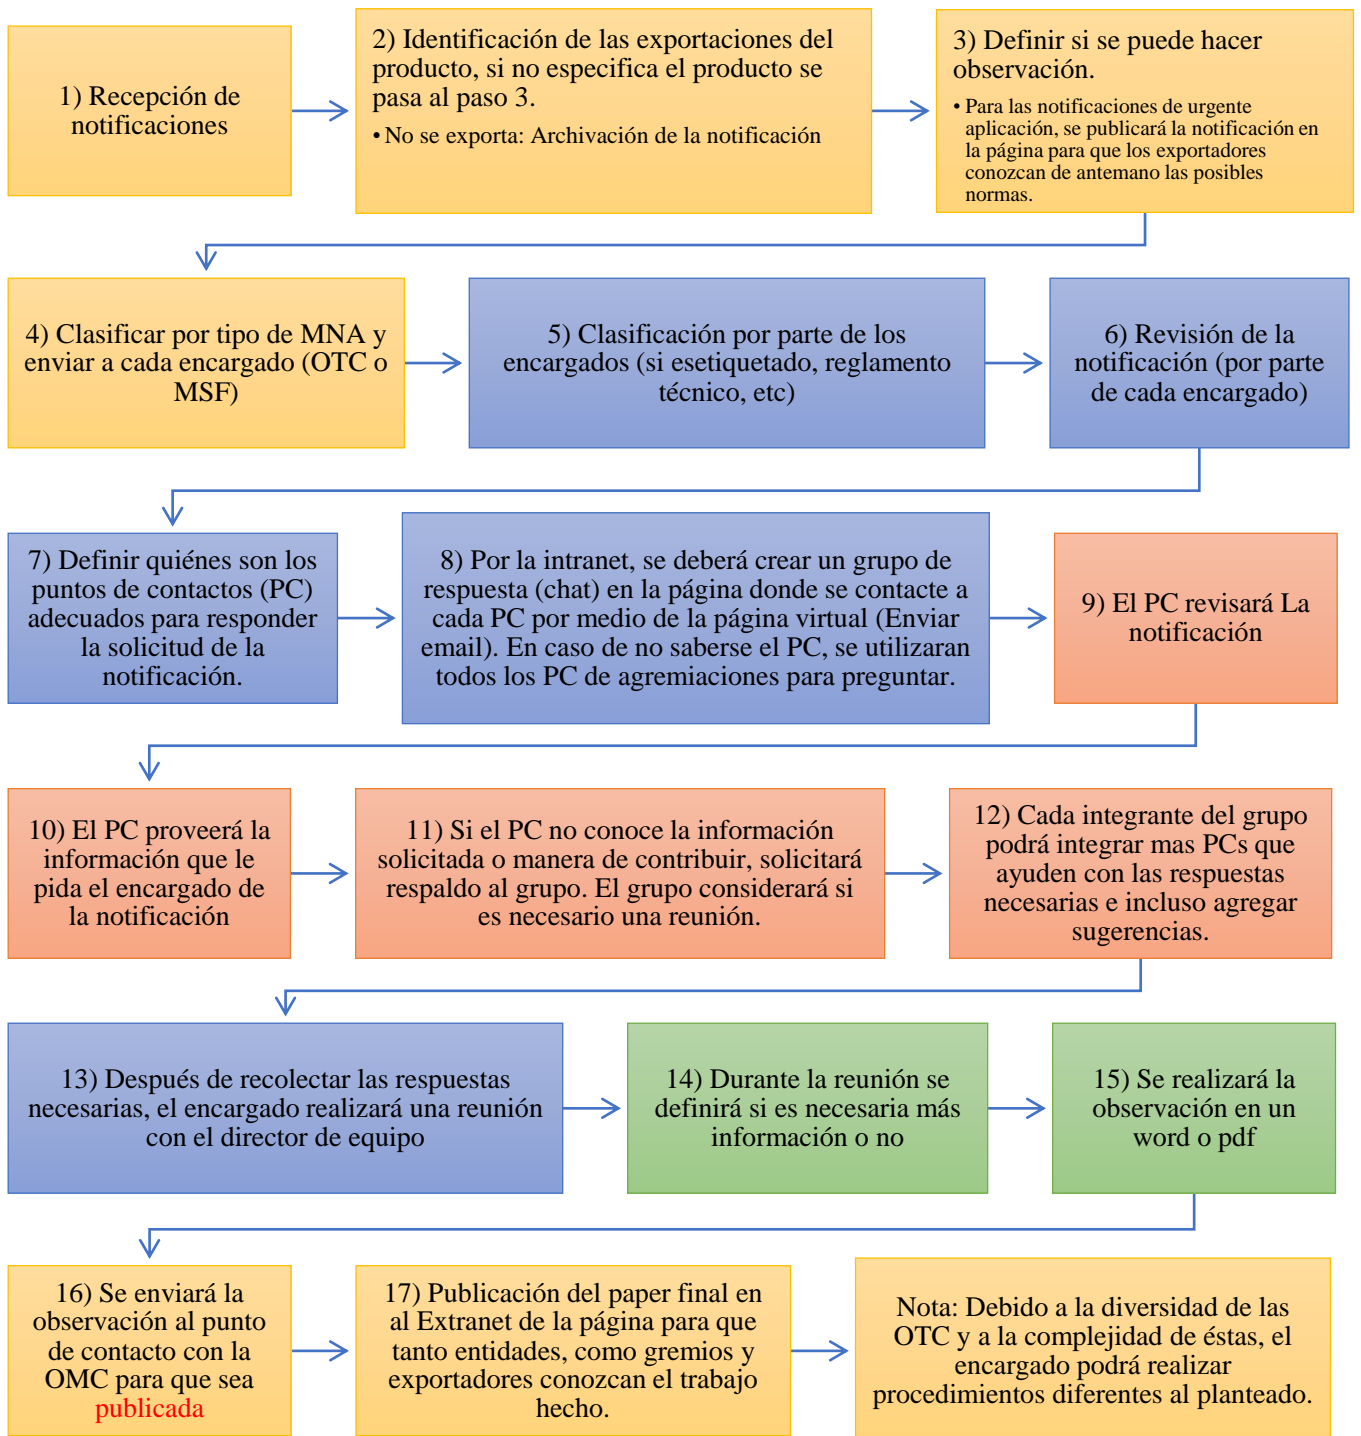 1) Recepción de
notificaciones
2) Identificación de las exportaciones del
producto, si no especifica el producto se
pasa al paso 3.
• No se exporta: Archivación de la notificación
3) Definir si se puede hacer
observación.
• Para las notificaciones de urgente
aplicación, se publicará la notificación en
la página para que los exportadores
conozcan de antemano las posibles
normas.
4) Clasificar por tipo de MNA y
enviar a cada encargado (OTC o
MSF)
5) Clasificación por parte de los
encargados (si esetiquetado, reglamento
técnico, etc)
6) Revisión de la
notificación (por parte
de cada encargado)
7) Definir quiénes son los
puntos de contactos (PC)
adecuados para responder
la solicitud de la
notificación.
8) Por la intranet, se deberá crear un grupo de
respuesta (chat) en la página donde se contacte a
cada PC por medio de la página virtual (Enviar
email). En caso de no saberse el PC, se utilizaran
todos los PC de agremiaciones para preguntar.
9) El PC revisará La
notificación
10) El PC proveerá la
información que le
pida el encargado de
la notificación
11) Si el PC no conoce la información
solicitada o manera de contribuir, solicitará
respaldo al grupo. El grupo considerará si
es necesario una reunión.
12) Cada integrante del grupo
podrá integrar mas PCs que
ayuden con las respuestas
necesarias e incluso agregar
sugerencias.
13) Después de recolectar las respuestas
necesarias, el encargado realizará una reunión
con el director de equipo
14) Durante la reunión se
definirá si es necesaria más
información o no
15) Se realizará la
observación en un
word o pdf
16) Se enviará la
observación al punto
de contacto con la
OMC para que sea
publicada
17) Publicación del paper final en
al Extranet de la página para que
tanto entidades, como gremios y
exportadores conozcan el trabajo
hecho.
Nota: Debido a la diversidad de las
OTC y a la complejidad de éstas, el
encargado podrá realizar
procedimientos diferentes al planteado.